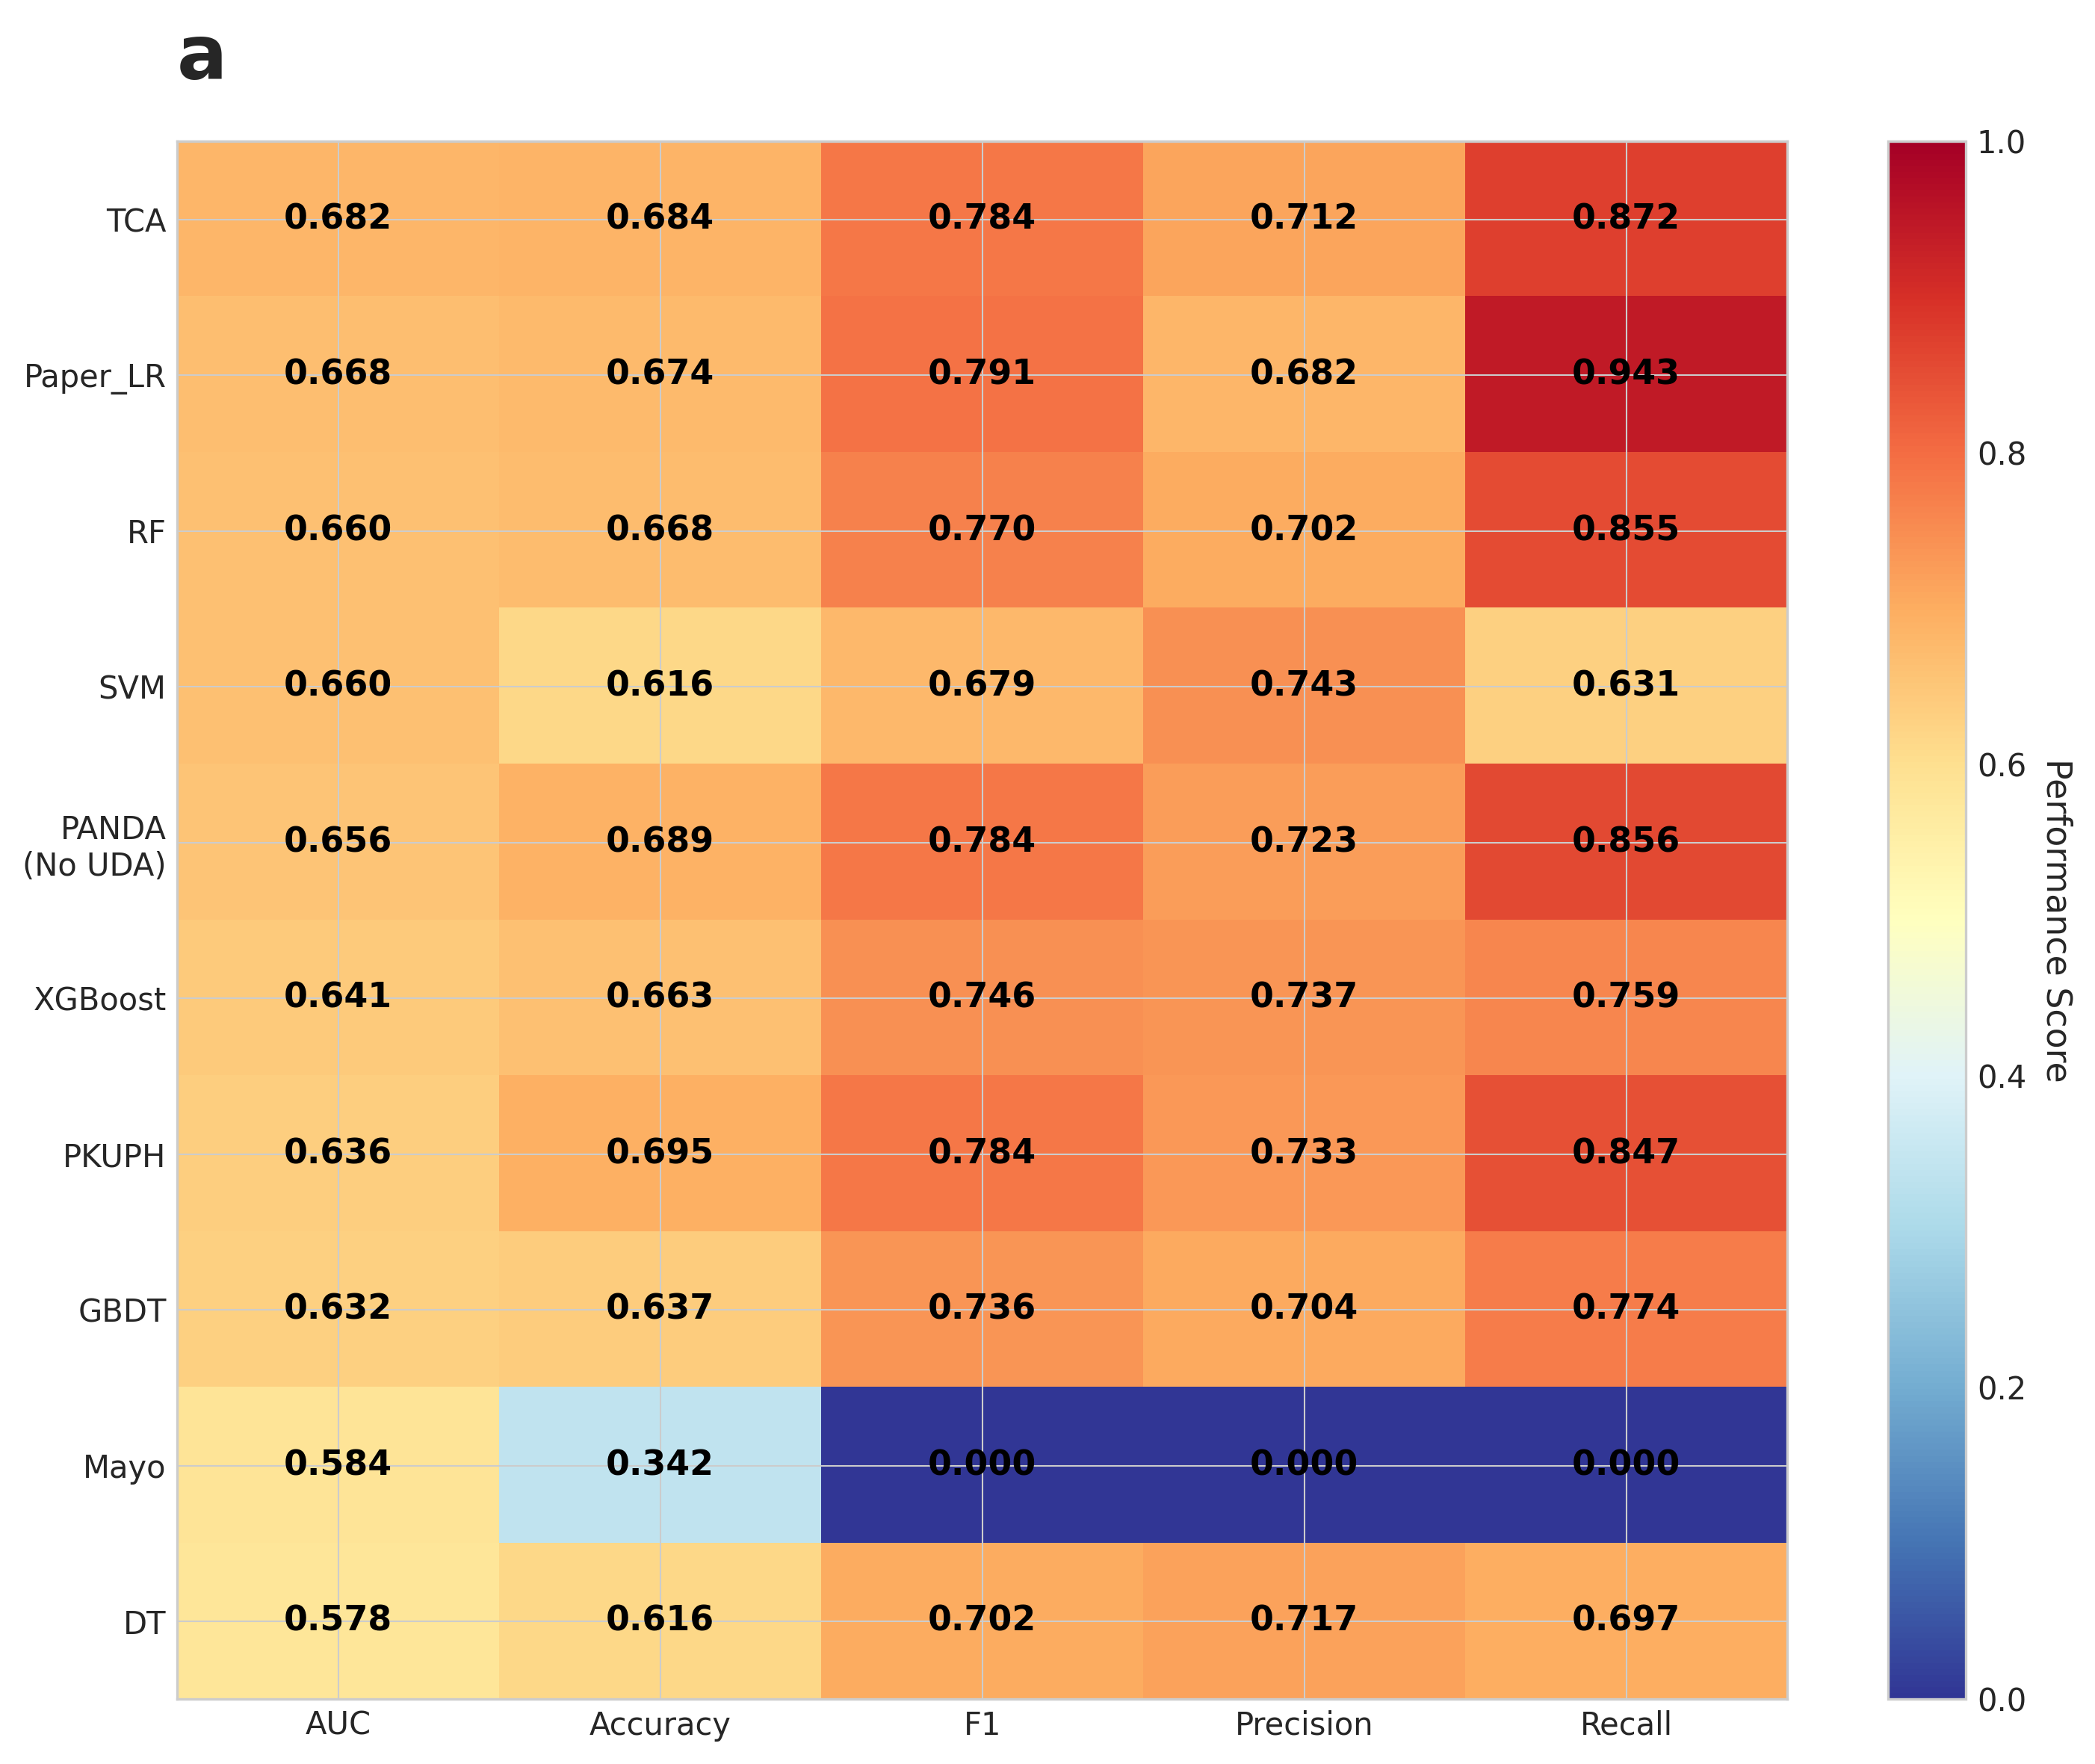 a
TCA 0.682 0.684 0.784 0.712 0.872
Paper_LR 0.668 0.674 0.791 0.682 0.943
RF 0.660 0.668 0.770 0.702 0.855
SVM 0.660 0.616 0.679 0.743 0.631
PANDA
(No UDA) 0.656 0.689 0.784 0.723 0.856
XGBoost 0.641 0.663 0.746 0.737 0.759
PKUPH 0.636 0.695 0.784 0.733 0.847
GBDT 0.632 0.637 0.736 0.704 0.774
Mayo 0.584 0.342 0.000 0.000 0.000
DT 0.578 0.616 0.702 0.717 0.697
AUC Accuracy F1 Precision Recall
1.0
0.8
0.6
0.4
0.2
0.0
Performance Score